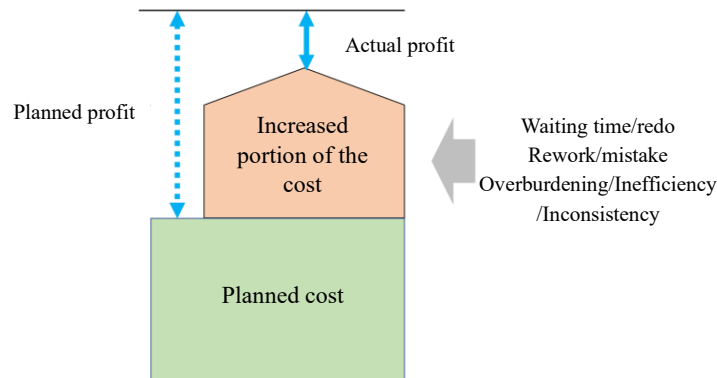 Actual profit
Planned profit
Increased
portion of the
cost
Waiting time/redo
Rework/mistake
Overburdening/Inefficiency
/Inconsistency
Planned cost